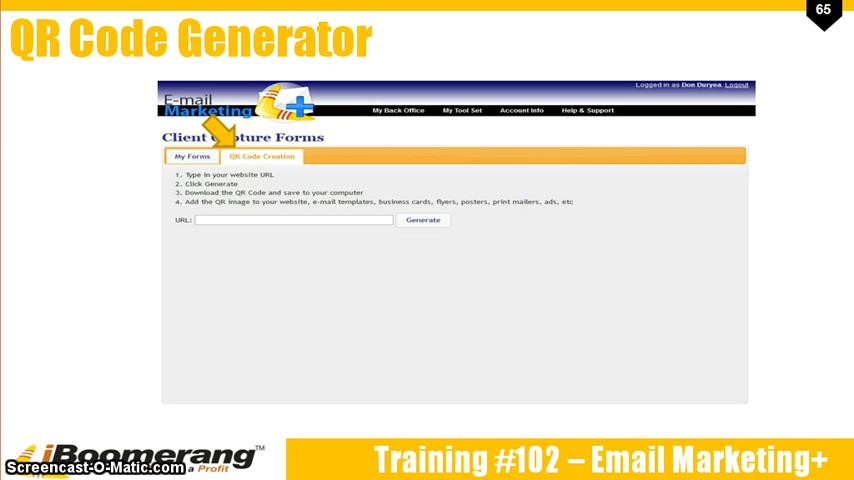 65
QR Code Generator
Logged in as Don Duryea. Logout
E-mail
Marketing
My Back Office My Tool Set Account Info Help & Support
Client Capture Forms
My Forms QR Code Creation
1. Type in your website URL
2. Click Generate
3. Download the QR Code and save to your computer
4. Add the QR image to your website, e-mail templates, business cards, flyers, posters, print mailers, ads, etc
URL: Generate
iBoomerang™
a Profit
Screencast-O-Matic.com
Training #102 – Email Marketing+